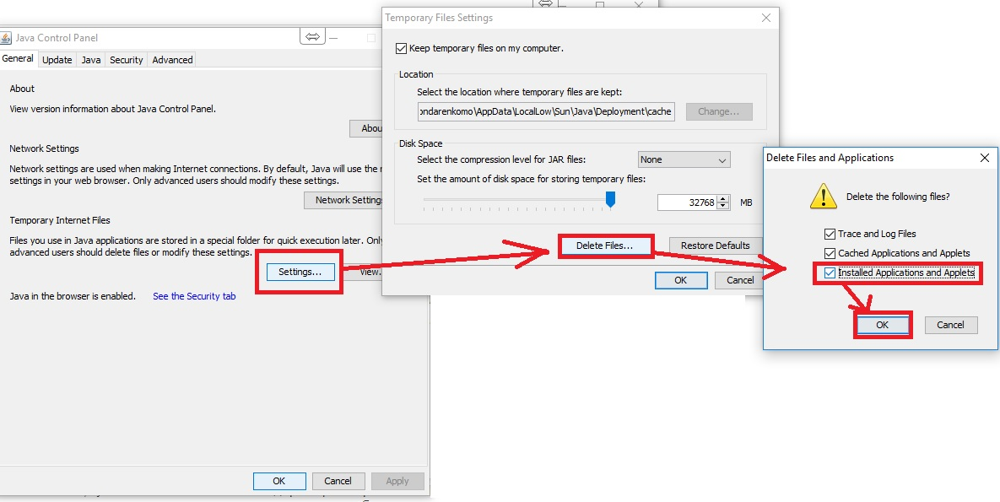 Java Control Panel
General Update Java Security Advanced
About
View version information about Java Control Panel.
Network Settings
Network settings are used when making Internet connections. By default, Java will use the
settings in your web browser. Only advanced users should modify these settings.
Network Settings
Temporary Internet Files
Files you use in Java applications are stored in a special folder for quick execution later. Only
advanced users should delete files or modify these settings.
Settings... View.
Java in the browser is enabled. See the Security tab
OK Cancel Apply
Temporary Files Settings
Keep temporary files on my computer.
Location
Select the location where temporary files are kept:
ondarenkomo\AppData\LocalLow\Sun\Java\Deployment\cache Change...
Disk Space
Select the compression level for JAR files: None
Set the amount of disk space for storing temporary files:
32768 MB
Delete Files... Restore Defaults
OK Cancel
Delete Files and Applications
Delete the following files?
Trace and Log Files
Cached Applications and Applets
Installed Applications and Applets
OK Cancel